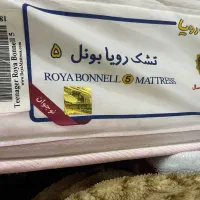 رویا
تشک رویا بونل ۵
ROYA BONNELL 5 MATTRESS
نوجوان
Teenager Roya Bonnell 5